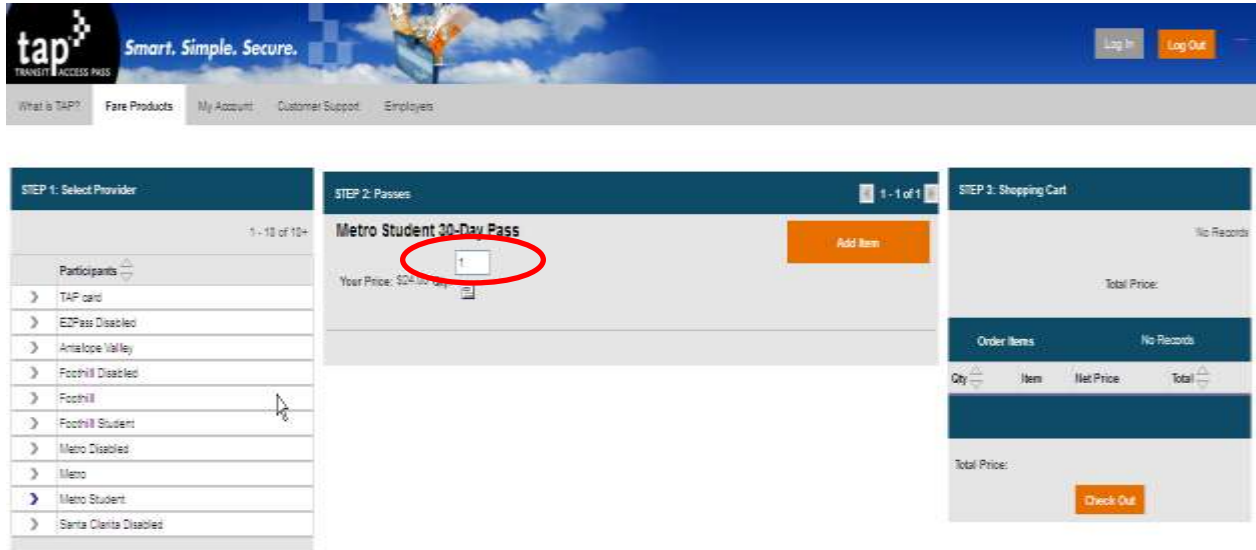 tap
TRANSIT ACCESS PASS
Smart. Simple. Secure.
Log In
Log Out
What is TAP?
Fare Products
My Account
Customer Support
Employers
STEP 1: Select Provider
1 - 10 of 10+
Participants
TAP card
EZPass Disabled
Antelope Valley
Foothill Disabled
Foothill
Foothill Student
Metro Disabled
Metro
Metro Student
Santa Clarita Disabled
STEP 2: Passes
1 - 1 of 1
Metro Student 30-Day Pass
Add Item
1
Your Price: $24.00 Qty
STEP 3: Shopping Cart
No Records
Total Price:
Order Items
No Records
Qty Item Net Price Total
Total Price:
Check Out